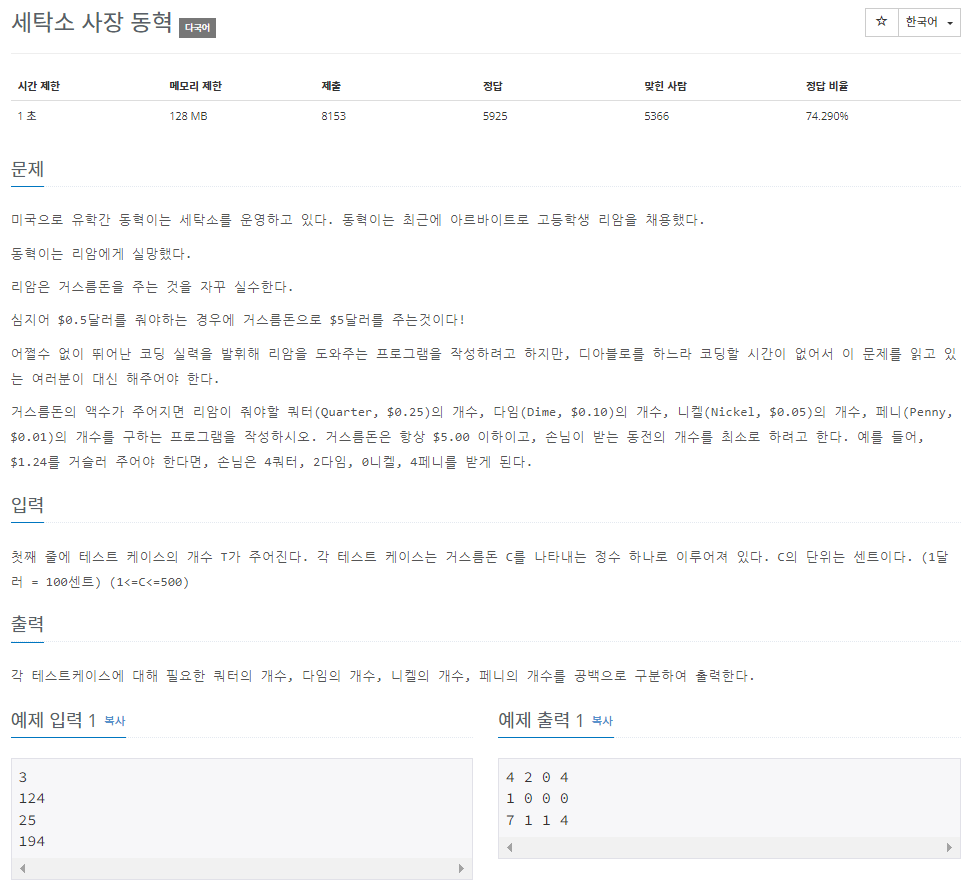 세탁소 사장 동혁 다국어
☆ 한국어
시간 제한 메모리 제한 제출 정답 맞힌 사람 정답 비율
1 초 128 MB 8153 5925 5366 74.290%
문제
미국으로 유학간 동혁이는 세탁소를 운영하고 있다. 동혁이는 최근에 아르바이트로 고등학생 리암을 채용했다.
동혁이는 리암에게 실망했다.
리암은 거스름돈을 주는 것을 자꾸 실수한다.
심지어 $0.5달러를 줘야하는 경우에 거스름돈으로 $5달러를 주는것이다!
어쩔수 없이 뛰어난 코딩 실력을 발휘해 리암을 도와주는 프로그램을 작성하려고 하지만, 디아블로를 하느라 코딩할 시간이 없어서 이 문제를 읽고 있
는 여러분이 대신 해주어야 한다.
거스름돈의 액수가 주어지면 리암이 줘야할 쿼터(Quarter, $0.25)의 개수, 다임(Dime, $0.10)의 개수, 니켈(Nickel, $0.05)의 개수, 페니(Penny,
$0.01)의 개수를 구하는 프로그램을 작성하시오. 거스름돈은 항상 $5.00 이하이고, 손님이 받는 동전의 개수를 최소로 하려고 한다. 예를 들어,
$1.24를 거슬러 주어야 한다면, 손님은 4쿼터, 2다임, 0니켈, 4페니를 받게 된다.
입력
첫째 줄에 테스트 케이스의 개수 T가 주어진다. 각 테스트 케이스는 거스름돈 C를 나타내는 정수 하나로 이루어져 있다. C의 단위는 센트이다. (1달
러 = 100센트) (1<=C<=500)
출력
각 테스트케이스에 대해 필요한 쿼터의 개수, 다임의 개수, 니켈의 개수, 페니의 개수를 공백으로 구분하여 출력한다.
예제 입력 1 복사
3
124
25
194
예제 출력 1 복사
4 2 0 4
1 0 0 0
7 1 1 4